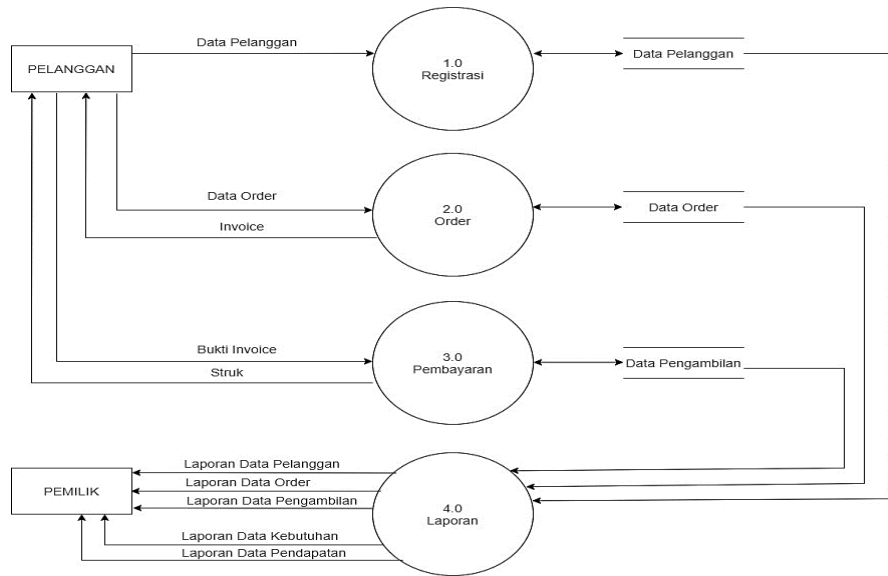 Data Pelanggan
PELANGGAN
1.0
Registrasi
Data Pelanggan
Data Order
Invoice
2.0
Order
Data Order
Bukti Invoice
Struk
3.0
Pembayaran
Data Pengambilan
Laporan Data Pelanggan
Laporan Data Order
Laporan Data Pengambilan
PEMILIK
4.0
Laporan
Laporan Data Kebutuhan
Laporan Data Pendapatan